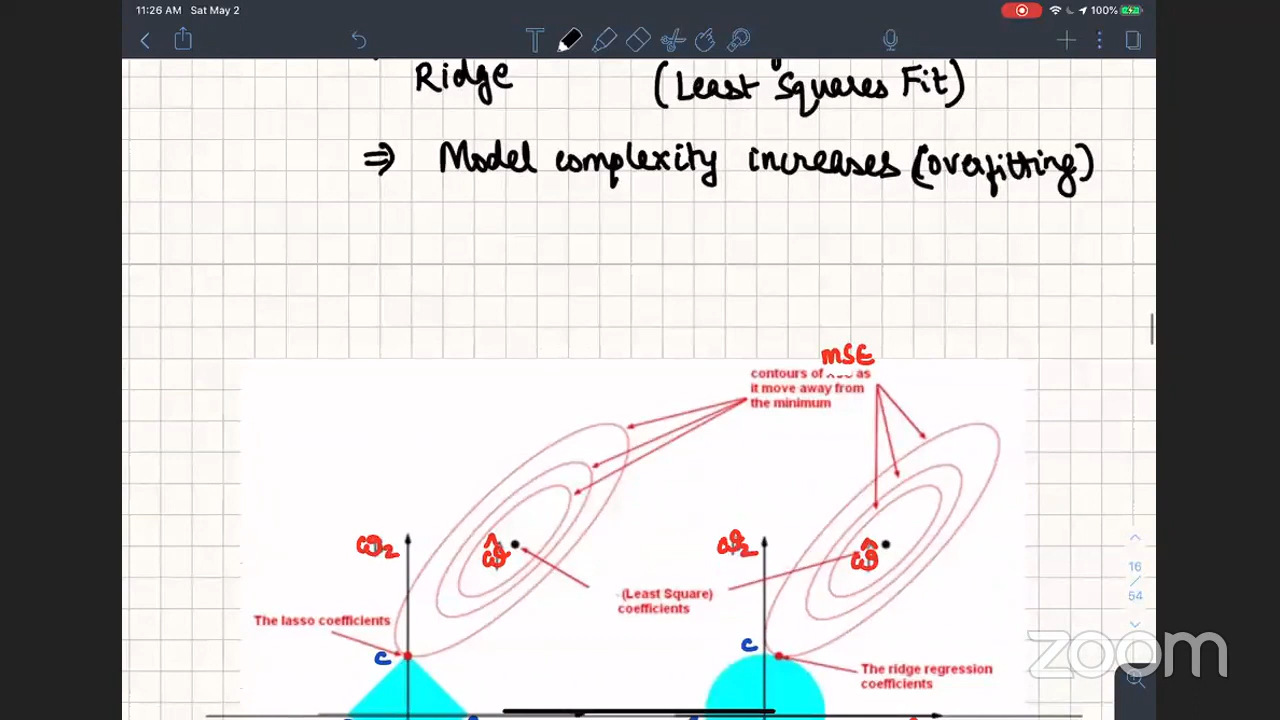 11:26 AM Sat May 2
100%
Ridge (Least Squares Fit)
⇒ Model complexity increases (overfitting)
MSE
contours of as
it move away from
the minimum
ω2
ω̂
ω2
ω̂
(Least Square)
coefficients
The lasso coefficients
c
c
The ridge regression
coefficients
16
/
54
zoom